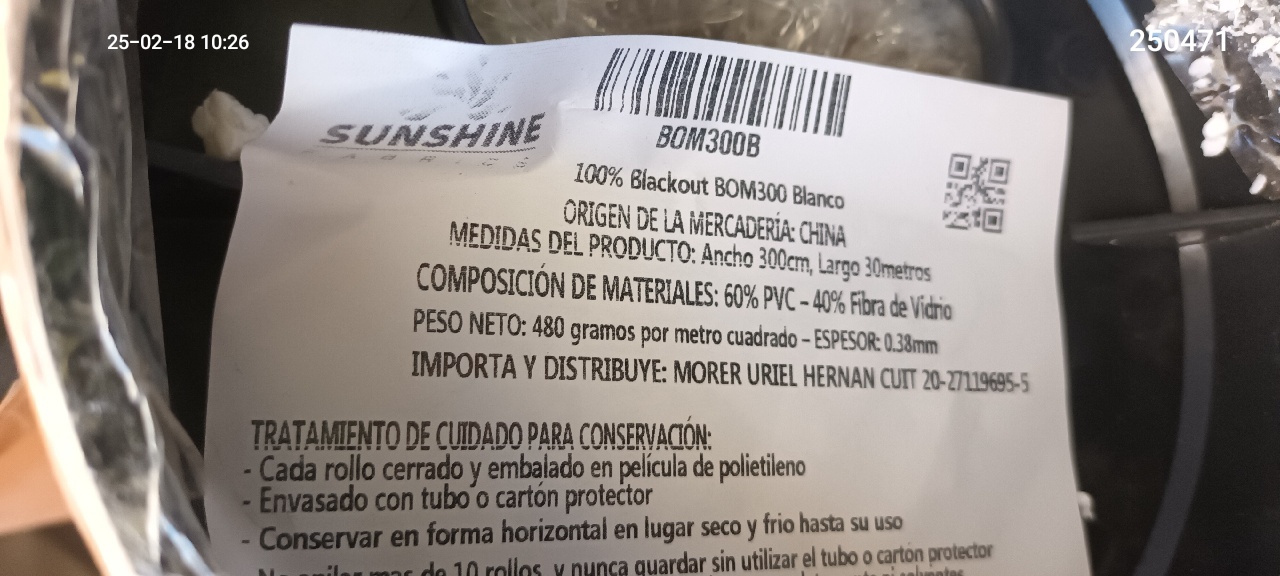 25-02-18 10:26
250471
SUNSHINE
BOM300B
100% Blackout BOM300 Blanco
ORIGEN DE LA MERCADERÍA: CHINA
MEDIDAS DEL PRODUCTO: Ancho 300cm, Largo 30metros
COMPOSICIÓN DE MATERIALES: 60% PVC - 40% Fibra de Vidrio
PESO NETO: 480 gramos por metro cuadrado - ESPESOR: 0.38mm
IMPORTA Y DISTRIBUYE: MORER URIEL HERNAN CUIT 20-27119695-5
TRATAMIENTO DE CUIDADO PARA CONSERVACIÓN:
- Cada rollo cerrado y embalado en película de polietileno
- Envasado con tubo o cartón protector
- Conservar en forma horizontal en lugar seco y frio hasta su uso
mas de 10 rollos, y nunca guardar sin utilizar el tubo o cartón protector